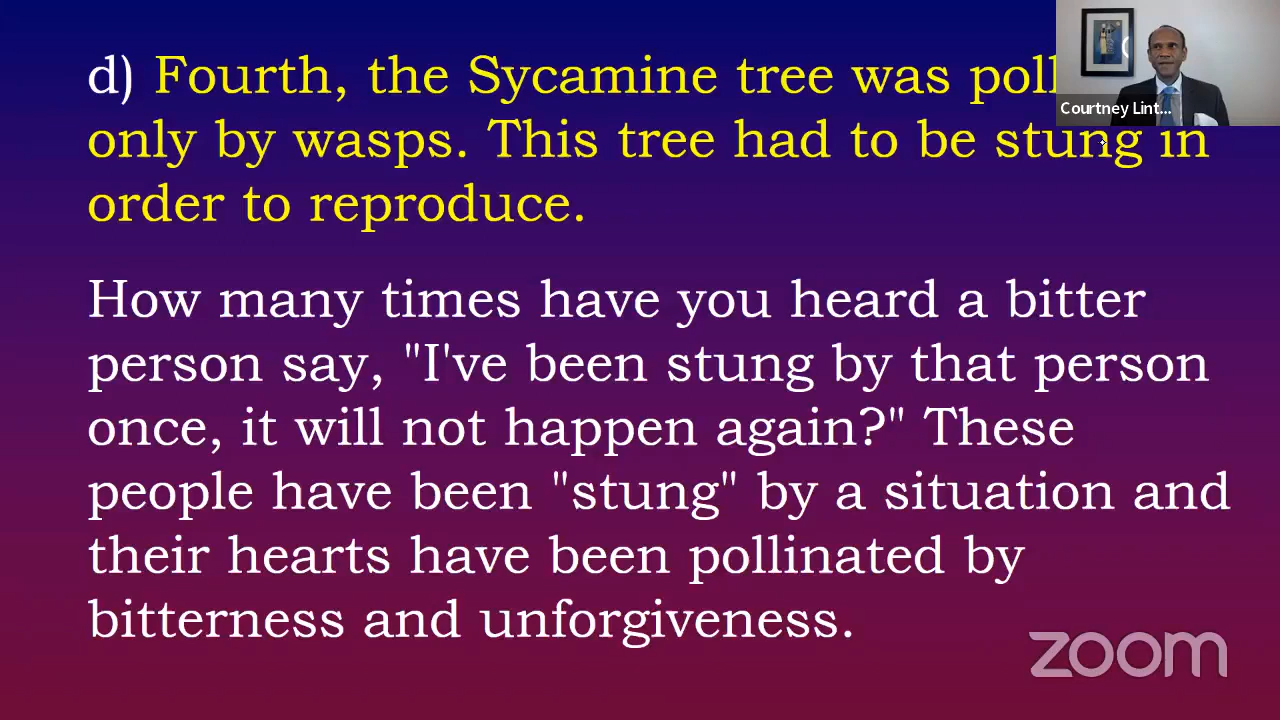 d) Fourth, the Sycamine tree was
only by wasps. This tree had to be stung in
order to reproduce.
How many times have you heard a bitter
person say, "I've been stung by that person
once, it will not happen again?" These
people have been "stung" by a situation and
their hearts have been pollinated by
bitterness and unforgiveness.
Courtney Lint...
zoom